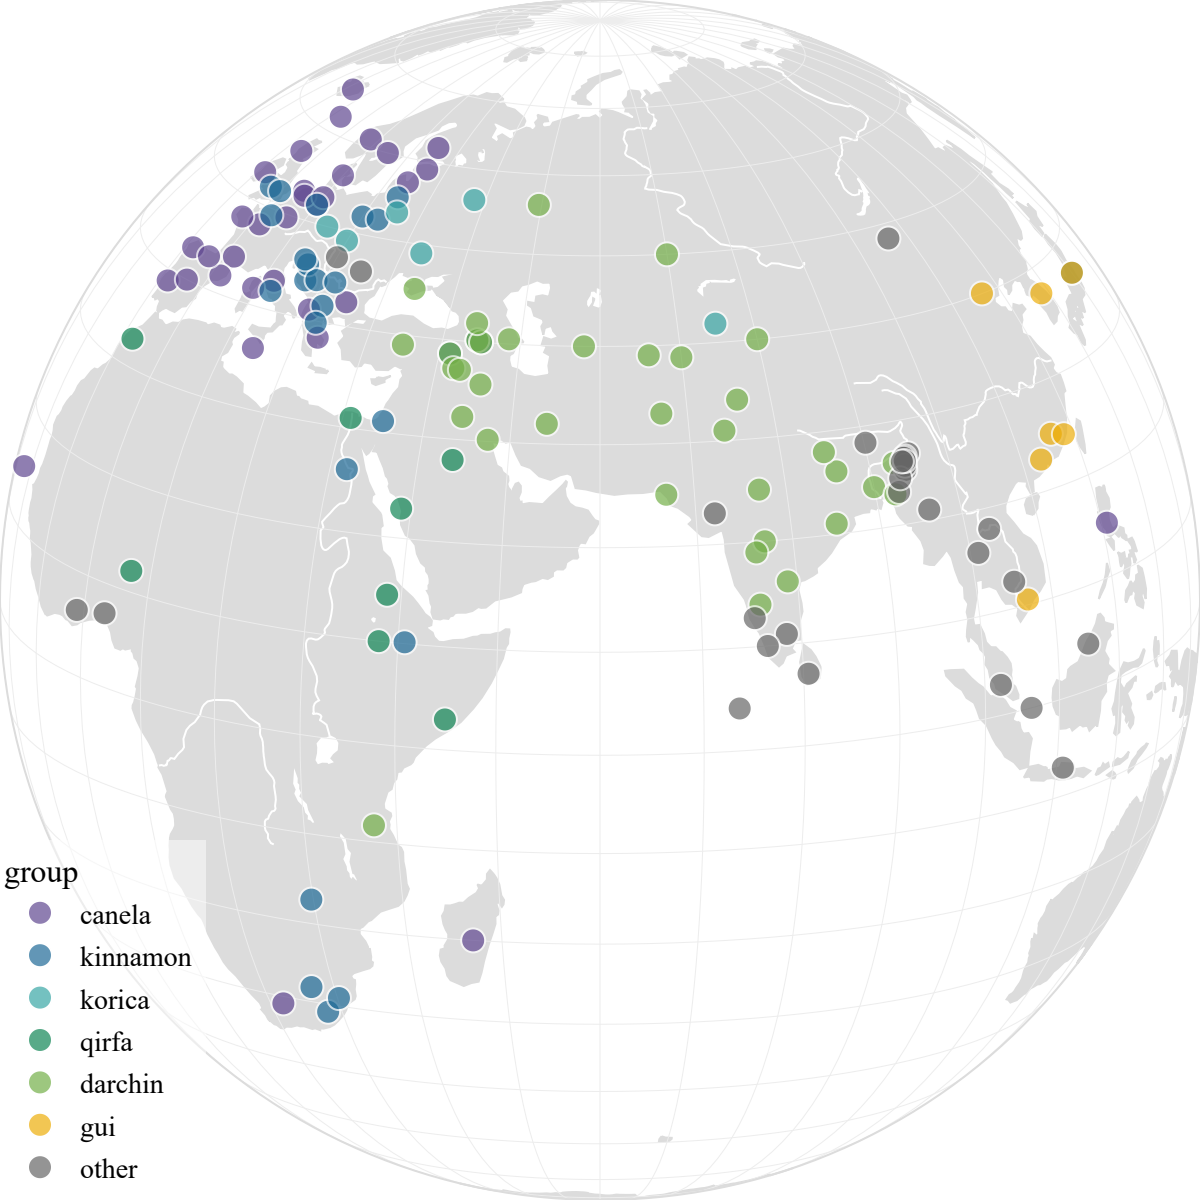 group
canela
kinnamon
korica
qirfa
darchin
gui
other